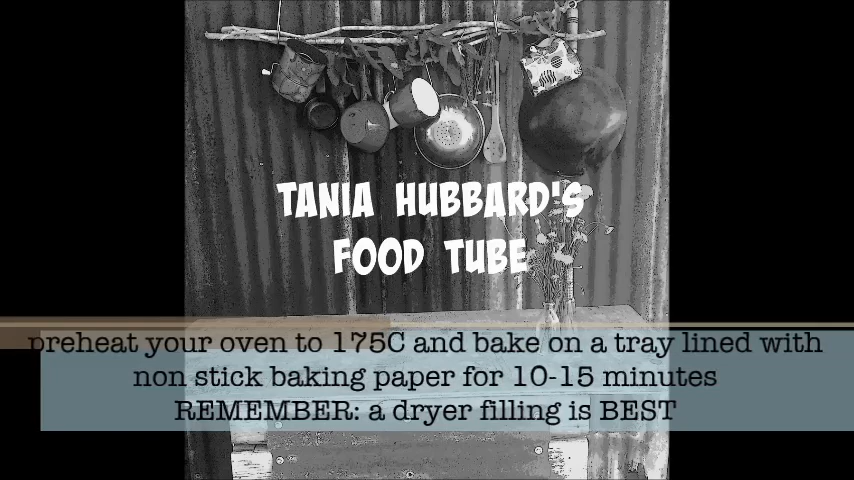 TANIA HUBBARD'S
FOOD TUBE
preheat your oven to 175C and bake on a tray lined with
non stick baking paper for 10-15 minutes
REMEMBER: a dryer filling is BEST